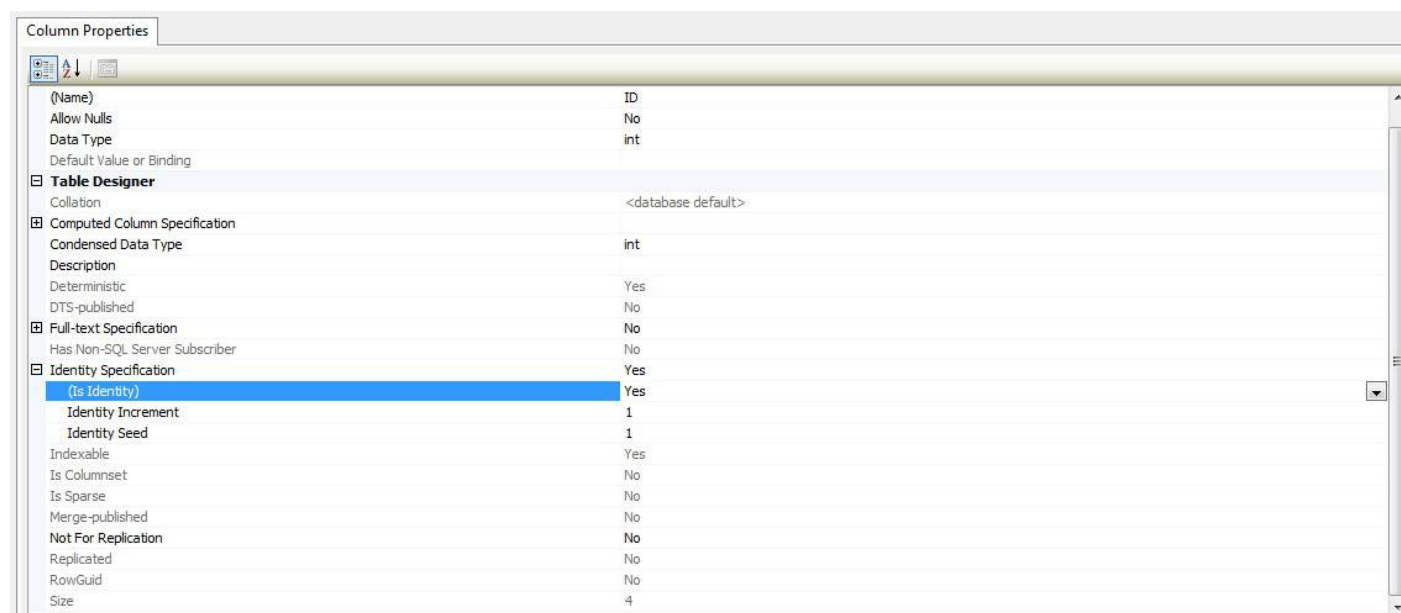 Column Properties
(Name) ID
Allow Nulls No
Data Type int
Default Value or Binding
Table Designer
Collation <database default>
Computed Column Specification
Condensed Data Type int
Description
Deterministic Yes
DTS-published No
Full-text Specification No
Has Non-SQL Server Subscriber No
Identity Specification Yes
(Is Identity) Yes
Identity Increment 1
Identity Seed 1
Indexable Yes
Is Columnset No
Is Sparse No
Merge-published No
Not For Replication No
Replicated No
RowGuid No
Size 4